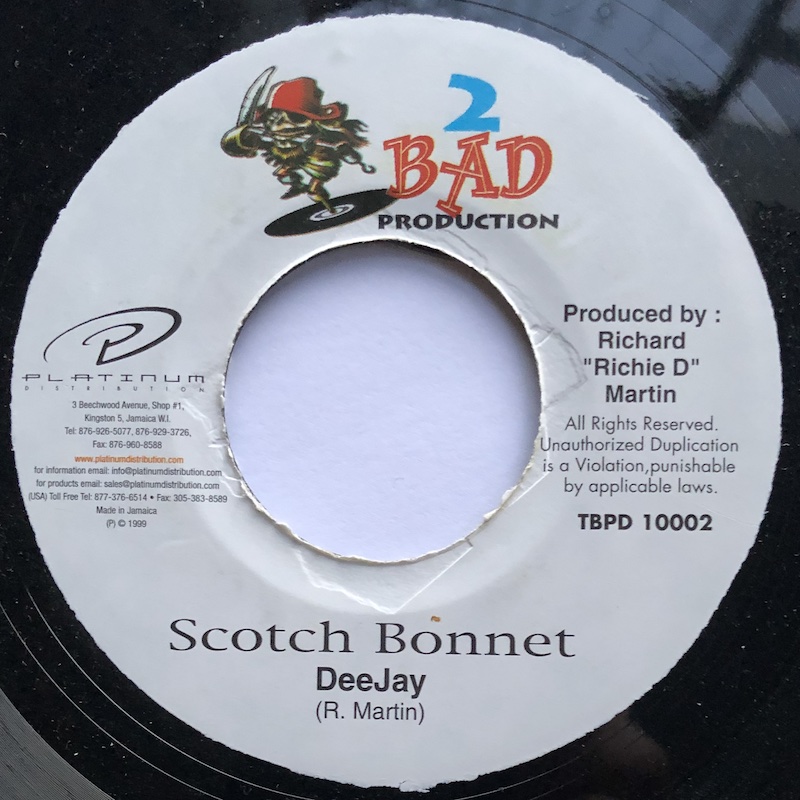 2
BAD
PRODUCTION
PLATINUM
DISTRIBUTION
3 Beechwood Avenue, Shop #1,
Kingston 5, Jamaica W.I.
Tel: 876-926-5077, 876-929-3726,
Fax: 876-960-8588
www.platinumdistribution.com
for information email: info@platinumdistribution.com
for products email: sales@platinumdistribution.com
(USA) Toll Free Tel: 877-376-6514 • Fax: 305-383-8589
Made in Jamaica
(P) © 1999
Produced by :
Richard
"Richie D"
Martin
All Rights Reserved.
Unauthorized Duplication
is a Violation,punishable
by applicable laws.
TBPD 10002
Scotch Bonnet
DeeJay
(R. Martin)